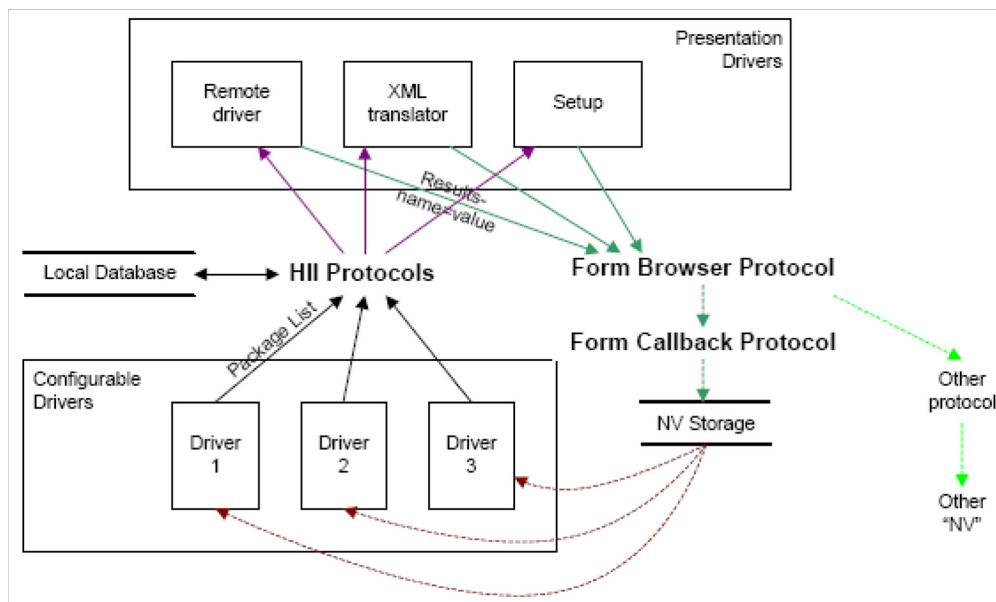 Presentation
Drivers
Remote
driver
XML
translator
Setup
Results-
name=value
Local Database
HII Protocols
Form Browser Protocol
Package List
Form Callback Protocol
Configurable
Drivers
Other
protocol
Driver
1
Driver
2
Driver
3
NV Storage
Other
“NV”